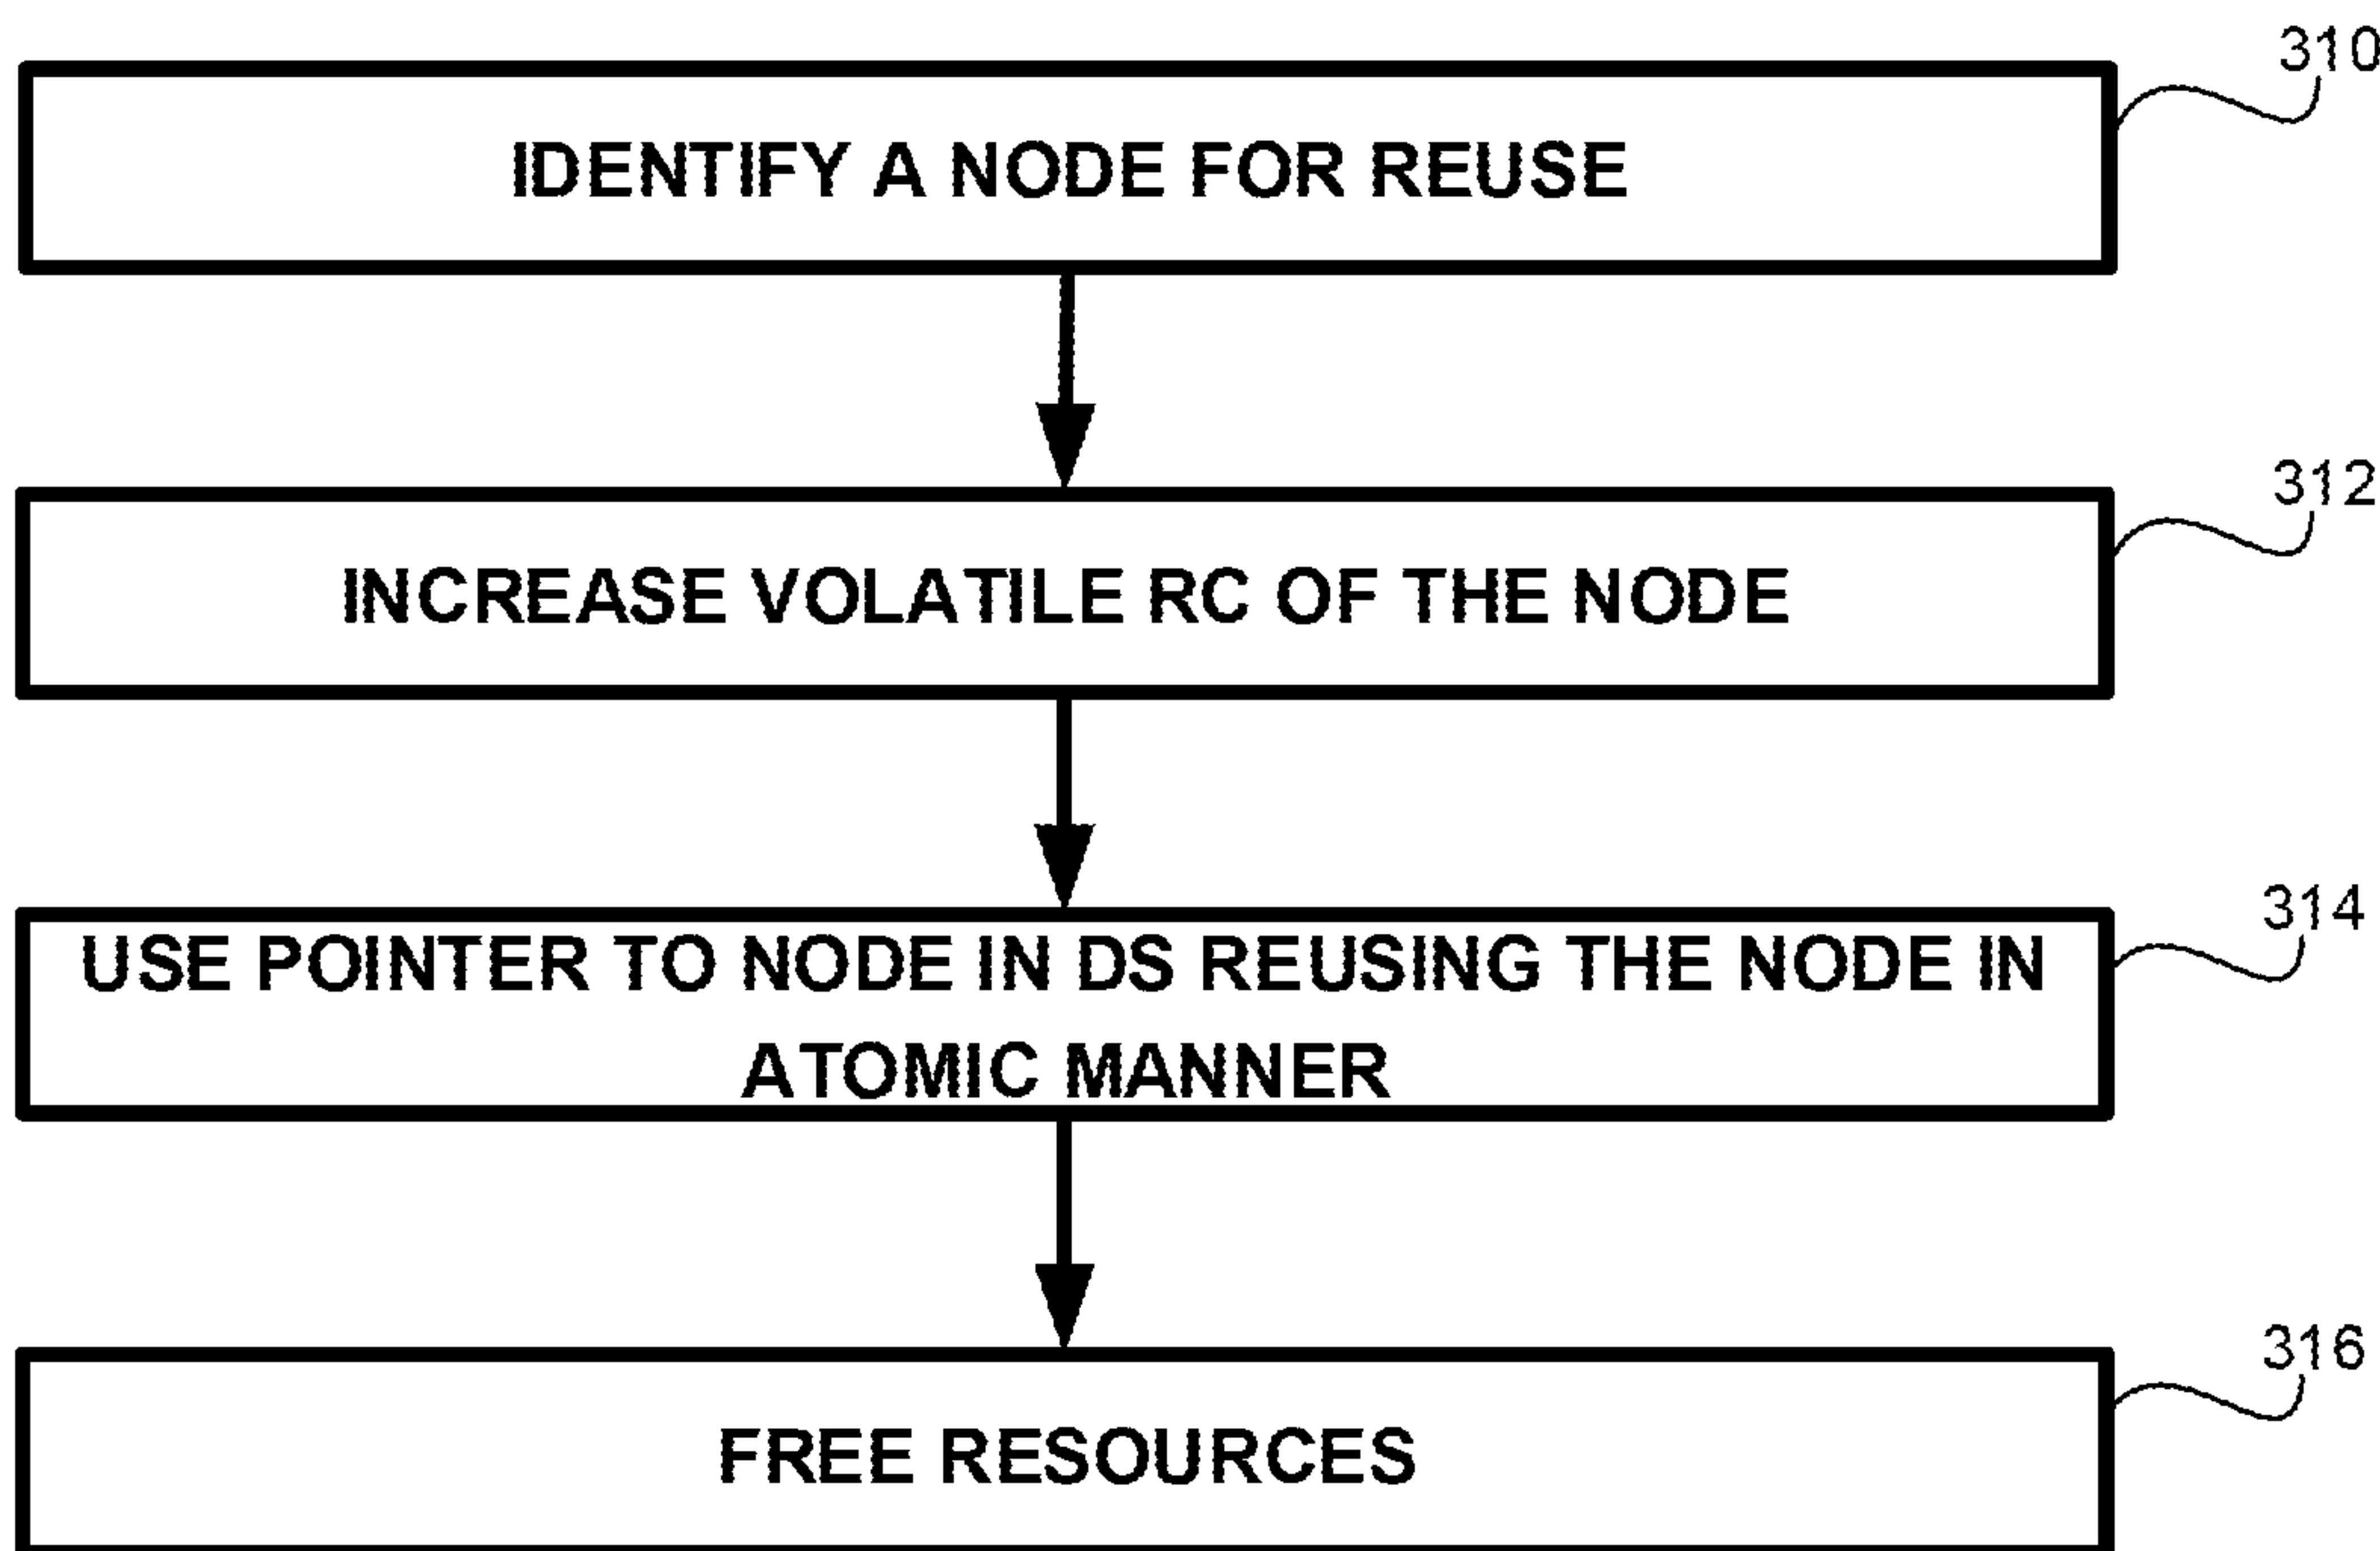 310
IDENTIFY A NODE FOR REUSE
312
INCREASE VOLATILE RC OF THE NODE
314
USE POINTER TO NODE IN DS REUSING THE NODE IN
ATOMIC MANNER
316
FREE RESOURCES